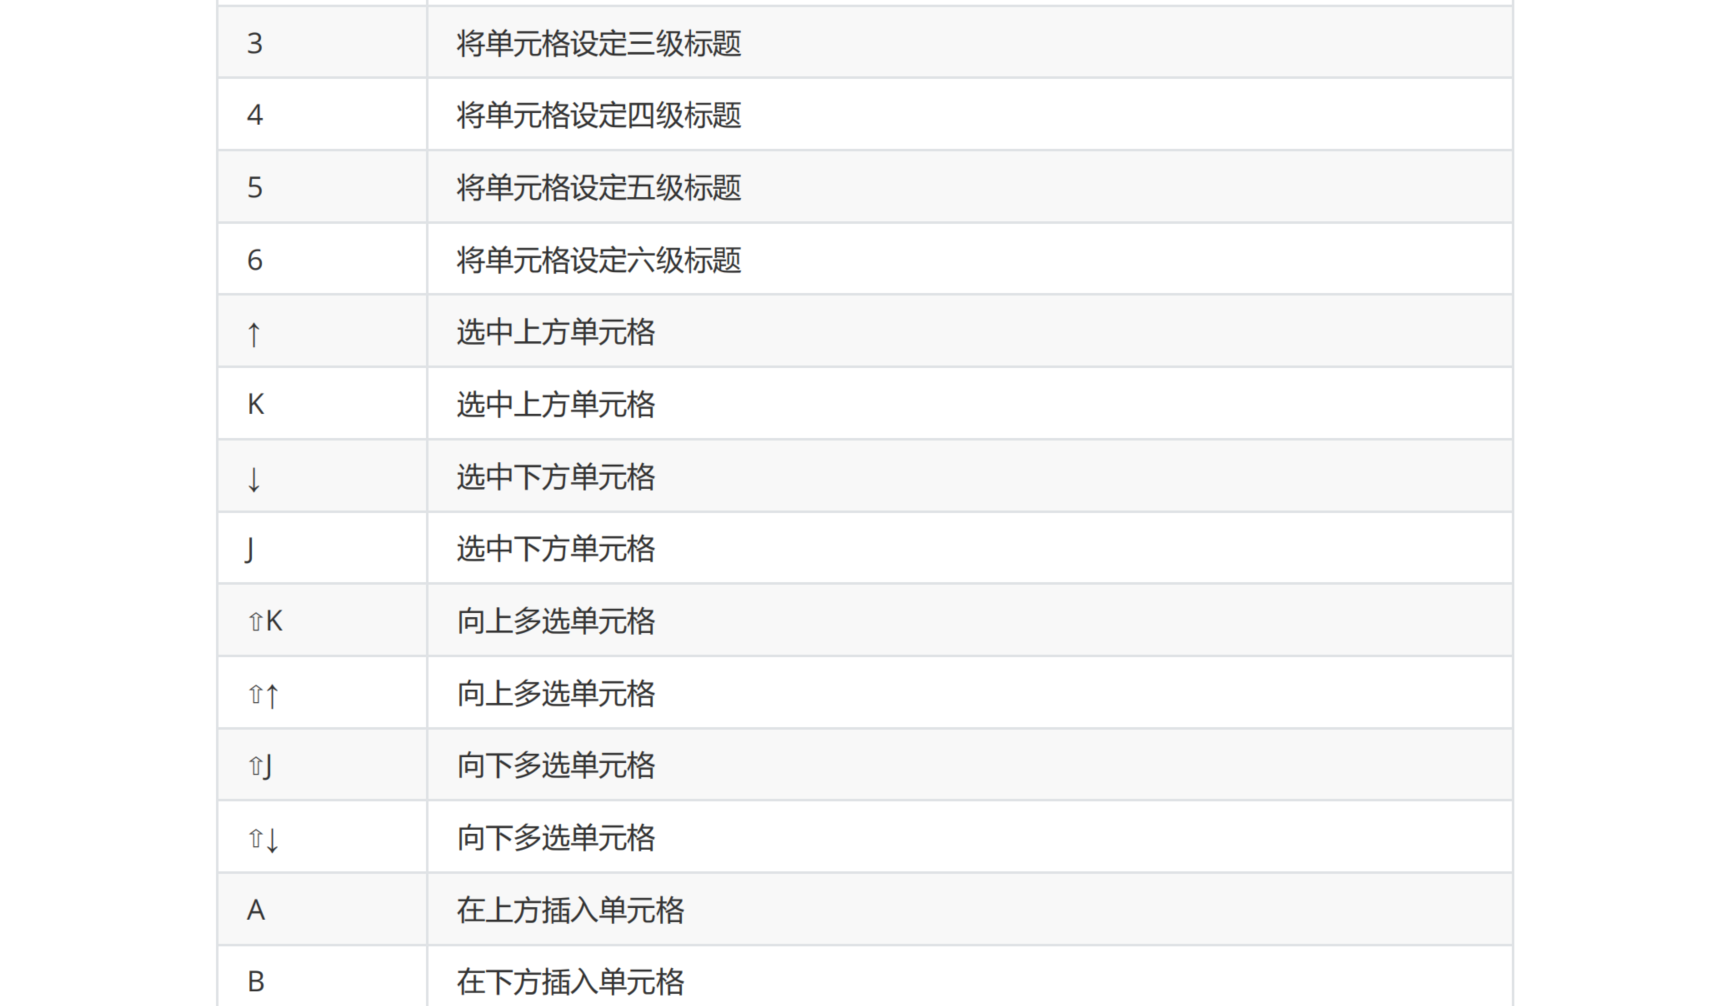 3 将单元格设定三级标题
4 将单元格设定四级标题
5 将单元格设定五级标题
6 将单元格设定六级标题
↑ 选中上方单元格
K 选中上方单元格
↓ 选中下方单元格
J 选中下方单元格
⇧K 向上多选单元格
⇧↑ 向上多选单元格
⇧J 向下多选单元格
⇧↓ 向下多选单元格
A 在上方插入单元格
B 在下方插入单元格